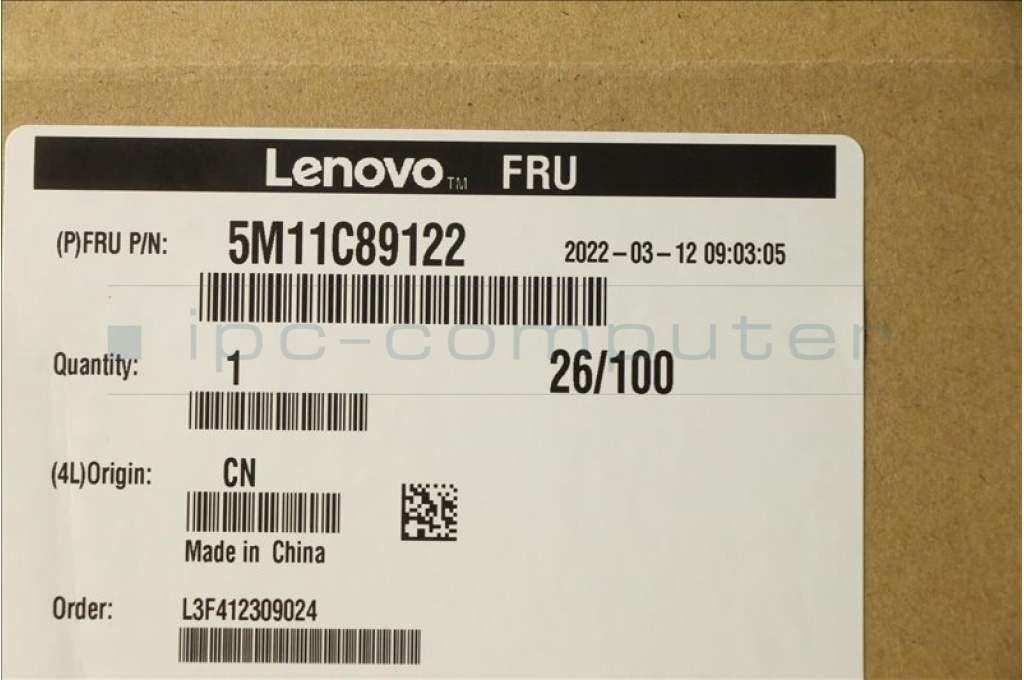 Lenovo™ FRU
(P)FRU P/N: 5M11C89122 2022-03-12 09:03:05
ipc-computer
Quantity: 1 26/100
(4L)Origin: CN
Made in China
Order: L3F412309024